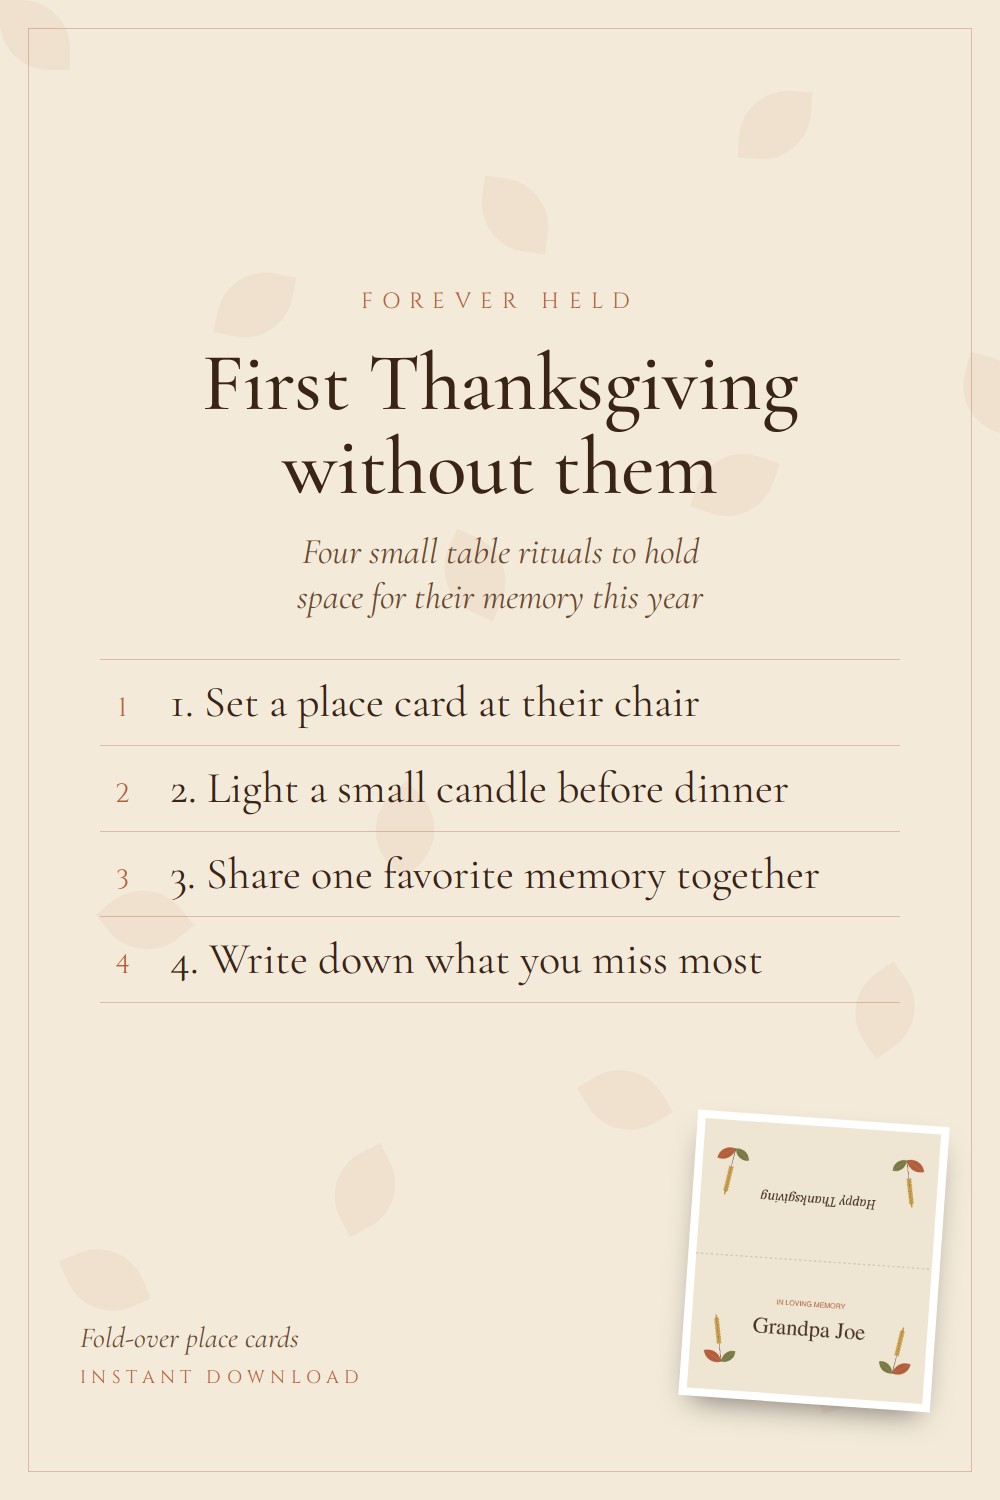 FOREVER HELD
First Thanksgiving
without them
Four small table rituals to hold
space for their memory this year
1 1. Set a place card at their chair
2 2. Light a small candle before dinner
3 3. Share one favorite memory together
4 4. Write down what you miss most
Happy Thanksgiving
IN LOVING MEMORY
Grandpa Joe
Fold-over place cards
INSTANT DOWNLOAD